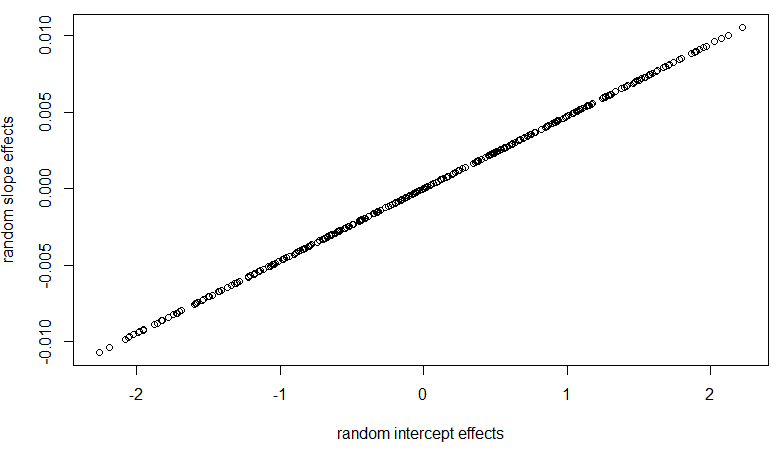 random slope effects
0.010
0.005
0.000
-0.005
-0.010
-2 -1 0 1 2
random intercept effects